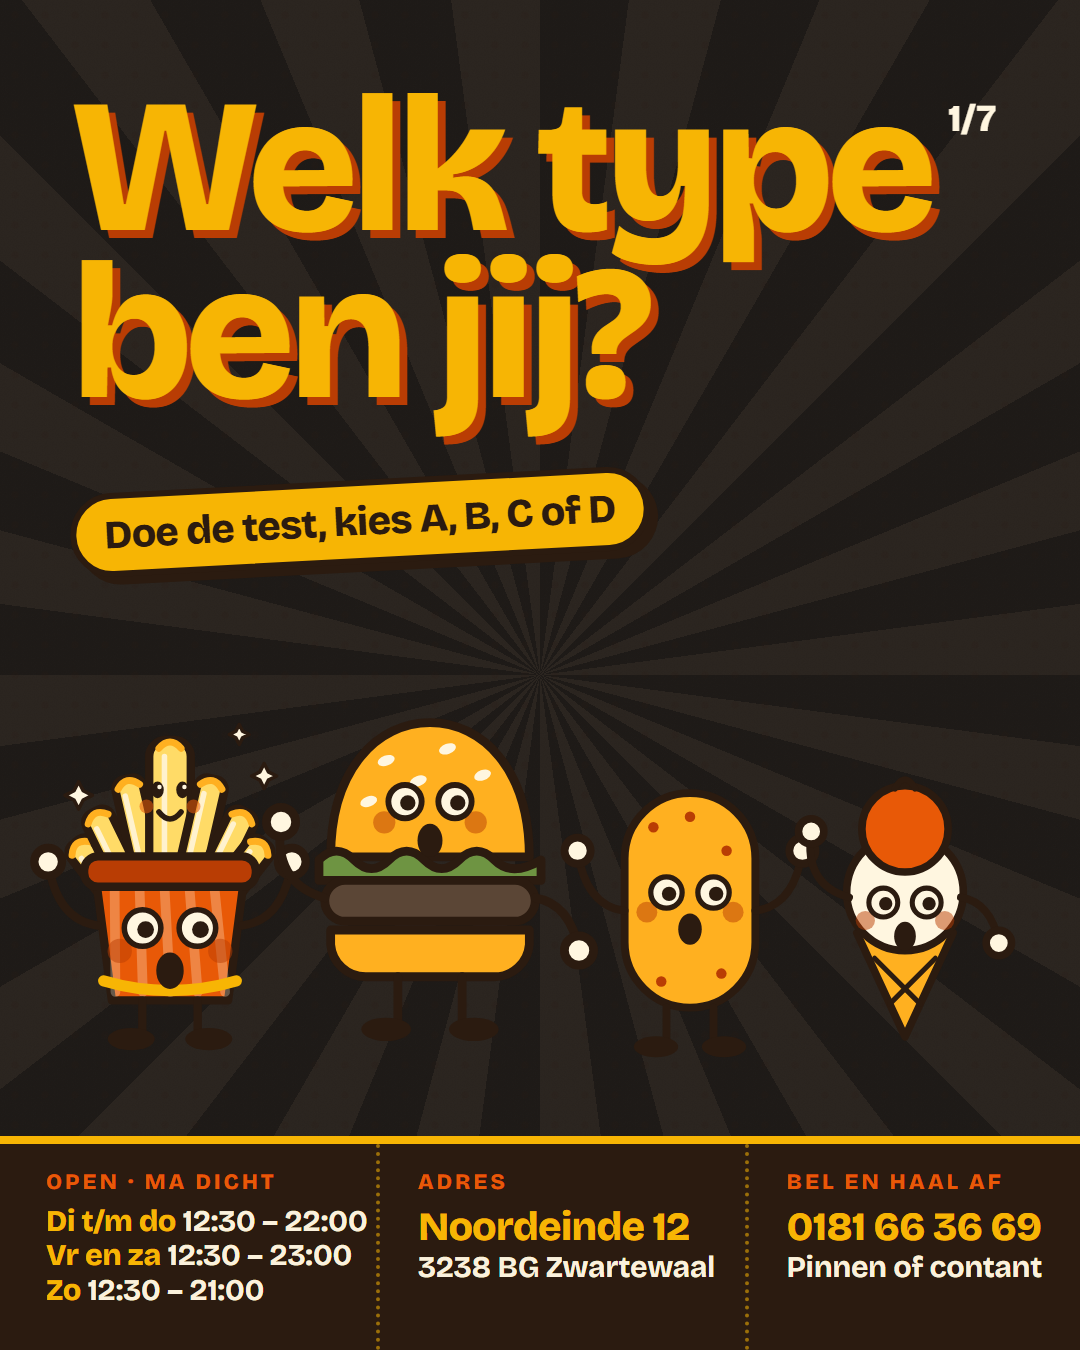 Welk type
1/7
ben jij?
Doe de test, kies A, B, C of D
OPEN · MA DICHT
Di t/m do 12:30 – 22:00
Vr en za 12:30 – 23:00
Zo 12:30 – 21:00
ADRES
Noordeinde 12
3238 BG Zwartewaal
BEL EN HAAL AF
0181 66 36 69
Pinnen of contant